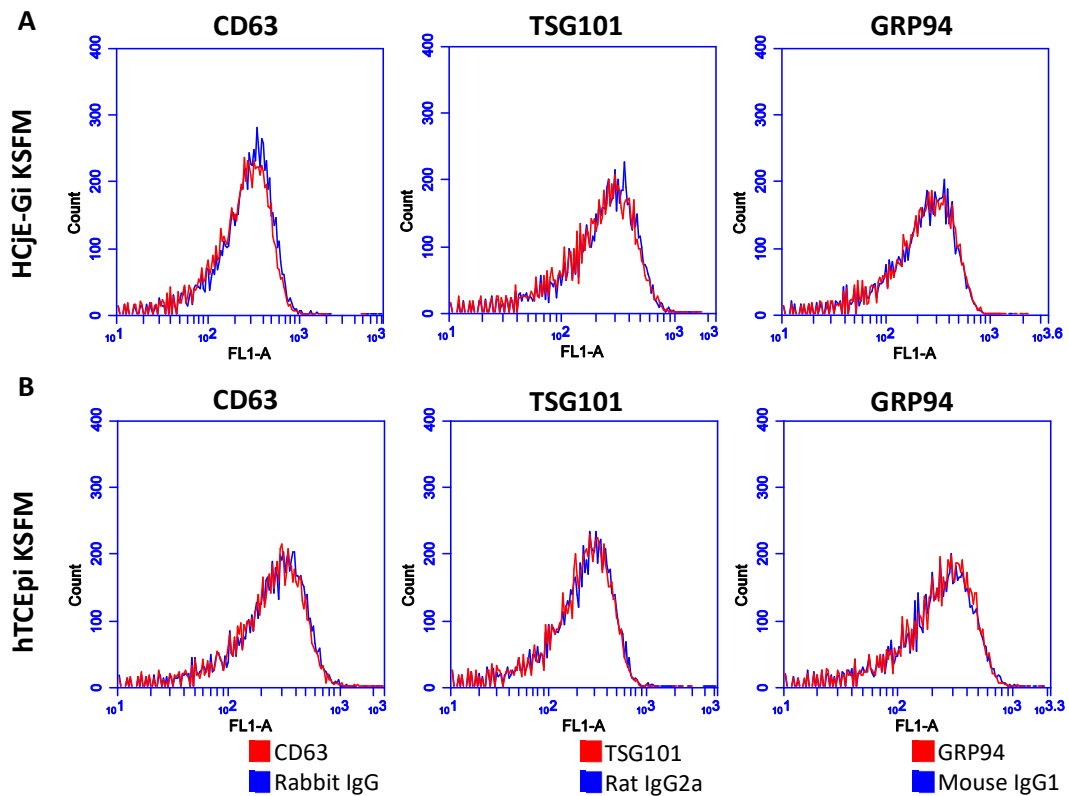 A
CD63
TSG101
GRP94
HCjE-Gi KSFM
Count
400
300
200
100
0
10¹
10²
10³
10³
FL1-A
Count
400
300
200
100
0
10¹
10²
10³
10³
FL1-A
Count
400
300
200
100
0
10¹
10²
10³
10³·⁶
FL1-A
B
CD63
TSG101
GRP94
hTCEpi KSFM
Count
400
300
200
100
0
10¹
10²
10³
10³
FL1-A
Count
400
300
200
100
0
10¹
10²
10³
10³
FL1-A
Count
400
300
200
100
0
10¹
10²
10³
10³·³
FL1-A
CD63
Rabbit IgG
TSG101
Rat IgG2a
GRP94
Mouse IgG1